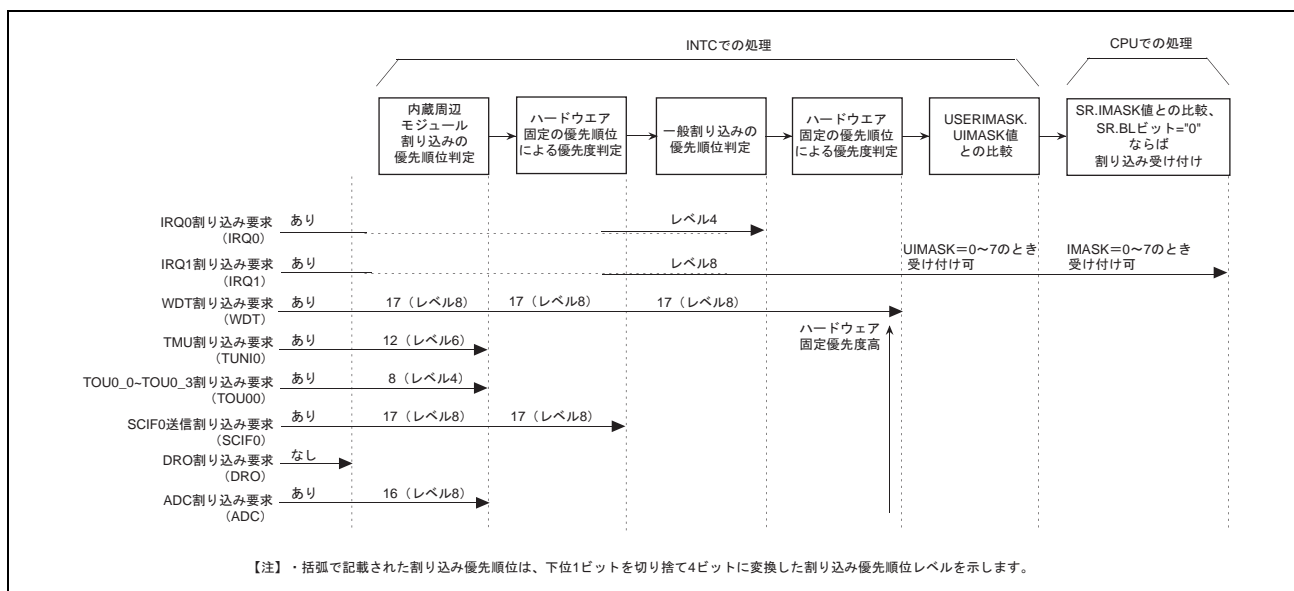 INTCでの処理
CPUでの処理
内蔵周辺
モジュール
割り込みの
優先順位判定
ハードウエア
固定の優先順位
による優先度判定
一般割り込みの
優先順位判定
ハードウエア
固定の優先順位
による優先度判定
USERIMASK.
UIMASK値
との比較
SR.IMASK値との比較、
SR.BLビット="0"
ならば
割り込み受け付け
IRQ0割り込み要求
（IRQ0）
あり
レベル4
IRQ1割り込み要求
（IRQ1）
あり
レベル8
UIMASK＝0～7のとき
受け付け可
IMASK＝0～7のとき
受け付け可
WDT割り込み要求
（WDT）
あり
17（レベル8）
17（レベル8）
17（レベル8）
ハードウェア
固定優先度高
TMU割り込み要求
（TUNI0）
あり
12（レベル6）
TOU0_0~TOU0_3割り込み要求
（TOU00）
あり
8（レベル4）
SCIF0送信割り込み要求
（SCIF0）
あり
17（レベル8）
17（レベル8）
DRO割り込み要求
（DRO）
なし
ADC割り込み要求
（ADC）
あり
16（レベル8）
【注】・括弧で記載された割り込み優先順位は、下位1ビットを切り捨て4ビットに変換した割り込み優先順位レベルを示します。